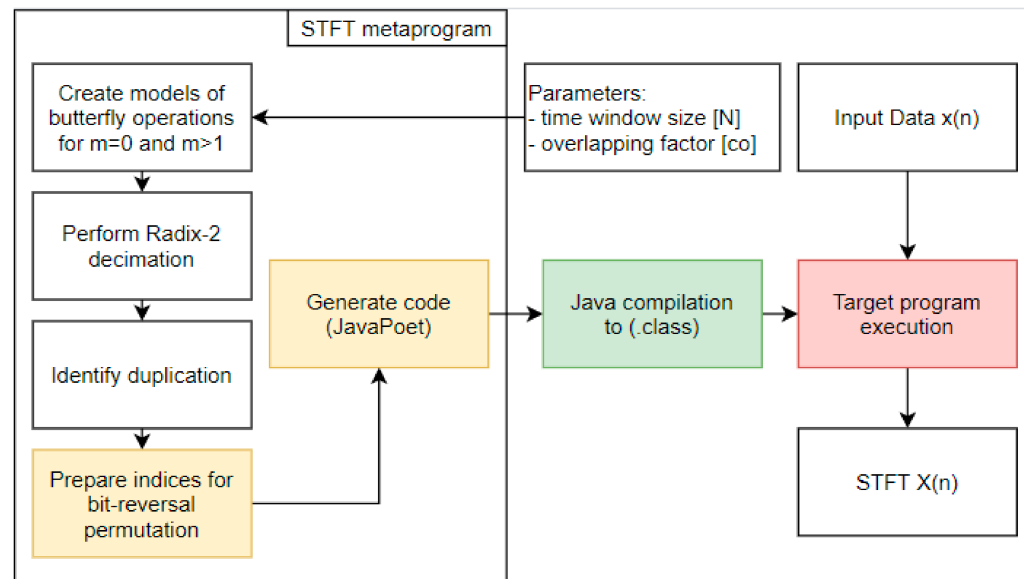 STFT metaprogram
Create models of
butterfly operations
for m=0 and m>1
Parameters:
- time window size [N]
- overlapping factor [co]
Input Data x(n)
Perform Radix-2
decimation
Identify duplication
Prepare indices for
bit-reversal
permutation
Generate code
(JavaPoet)
Java compilation
to (.class)
Target program
execution
STFT X(n)